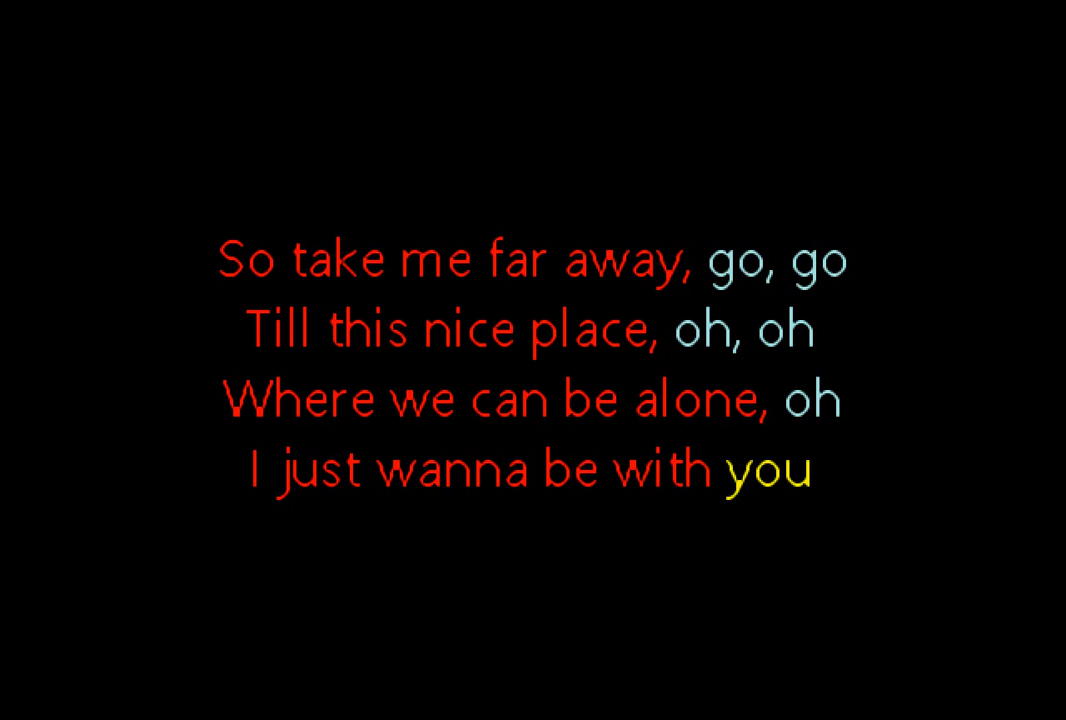 So take me far away, go, go
Till this nice place, oh, oh
Where we can be alone, oh
I just wanna be with you